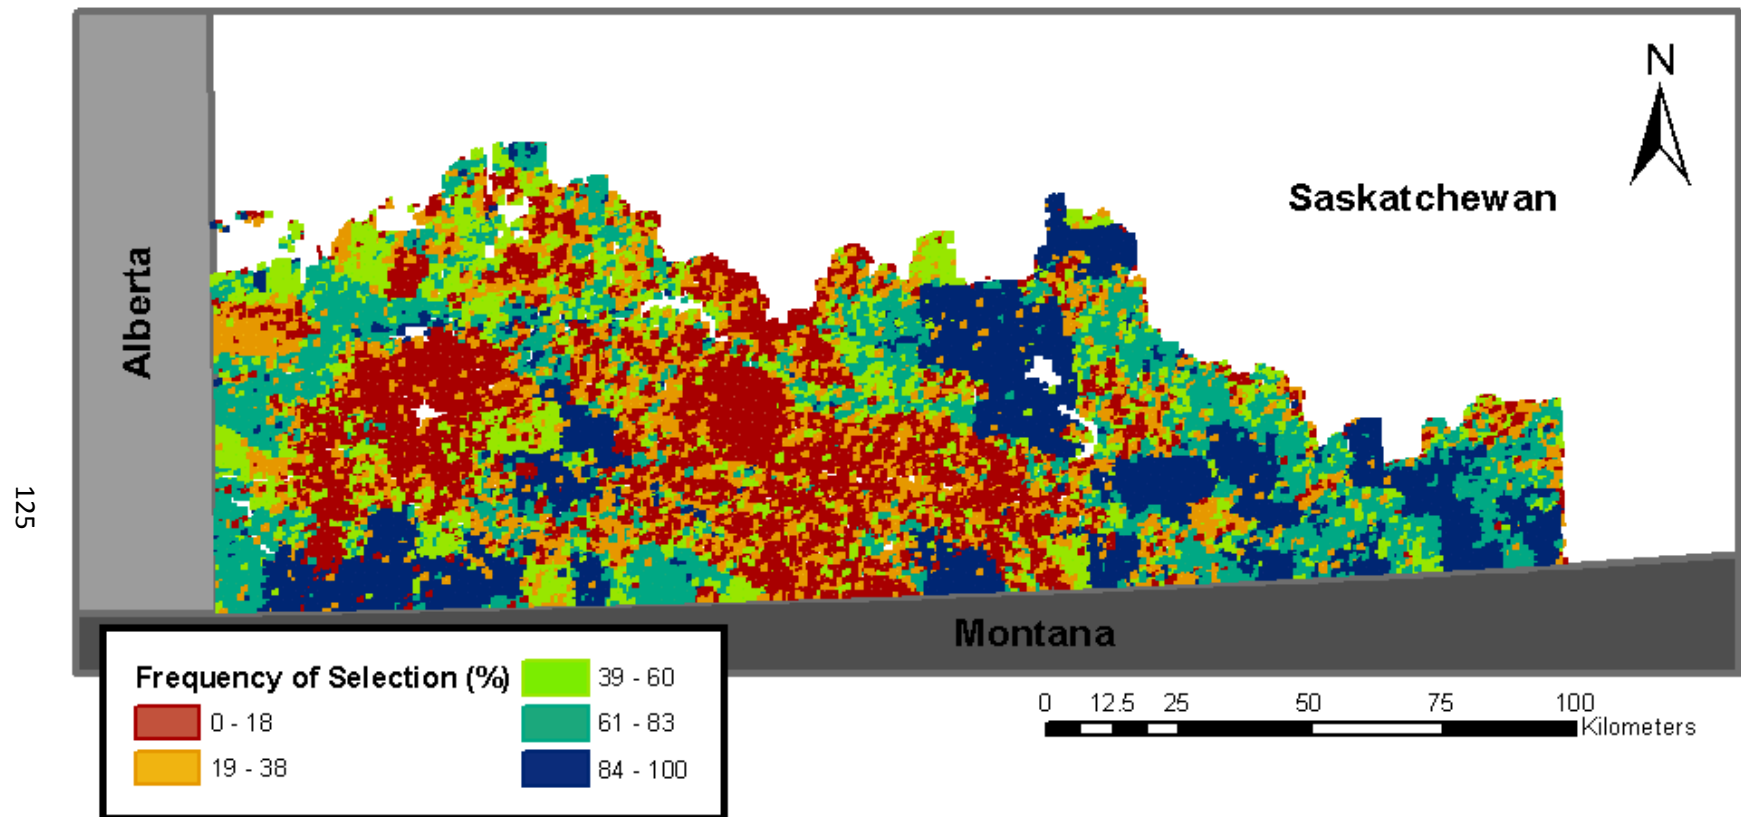 N
Saskatchewan
Alberta
125
Montana
Frequency of Selection (%)
0 - 18
19 - 38
39 - 60
61 - 83
84 - 100
0 12.5 25 50 75 100
Kilometers